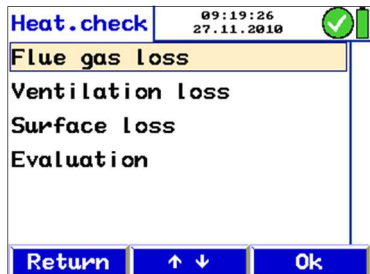 Heat.check
09:19:26
27.11.2010
Flue gas loss
Ventilation loss
Surface loss
Evaluation
Return
↑ ↓
Ok